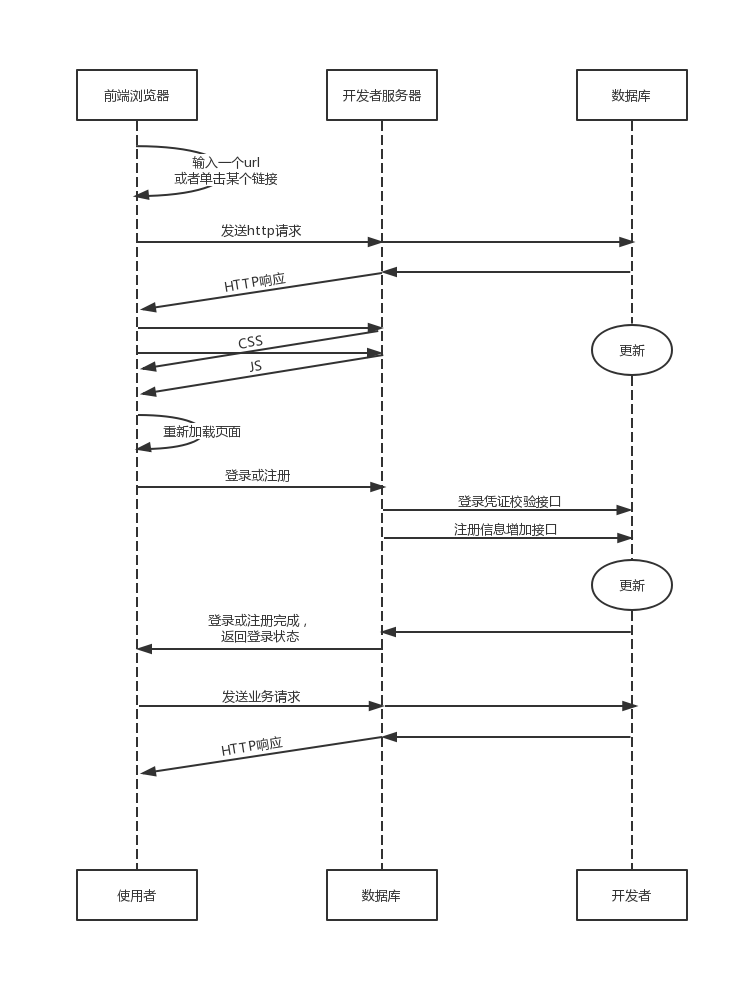 前端浏览器
开发者服务器
数据库
输入一个url
或者单击某个链接
发送http请求
HTTP响应
CSS
更新
JS
重新加载页面
登录或注册
登录凭证校验接口
注册信息增加接口
更新
登录或注册完成，
返回登录状态
发送业务请求
HTTP响应
使用者
数据库
开发者